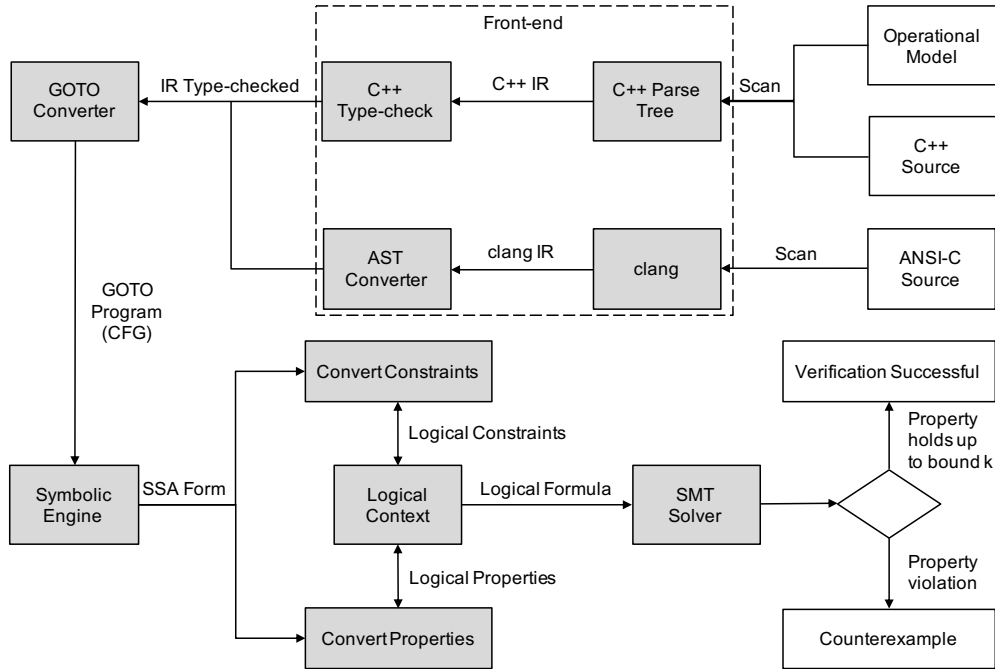 Front-end
Operational
Model
GOTO
Converter
IR Type-checked
C++
Type-check
C++ IR
C++ Parse
Tree
Scan
C++
Source
AST
Converter
clang IR
clang
Scan
ANSI-C
Source
GOTO
Program
(CFG)
Convert Constraints
Verification Successful
Logical Constraints
Property
holds up
to bound k
Symbolic
Engine
SSA Form
Logical
Context
Logical Formula
SMT
Solver
Logical Properties
Property
violation
Convert Properties
Counterexample